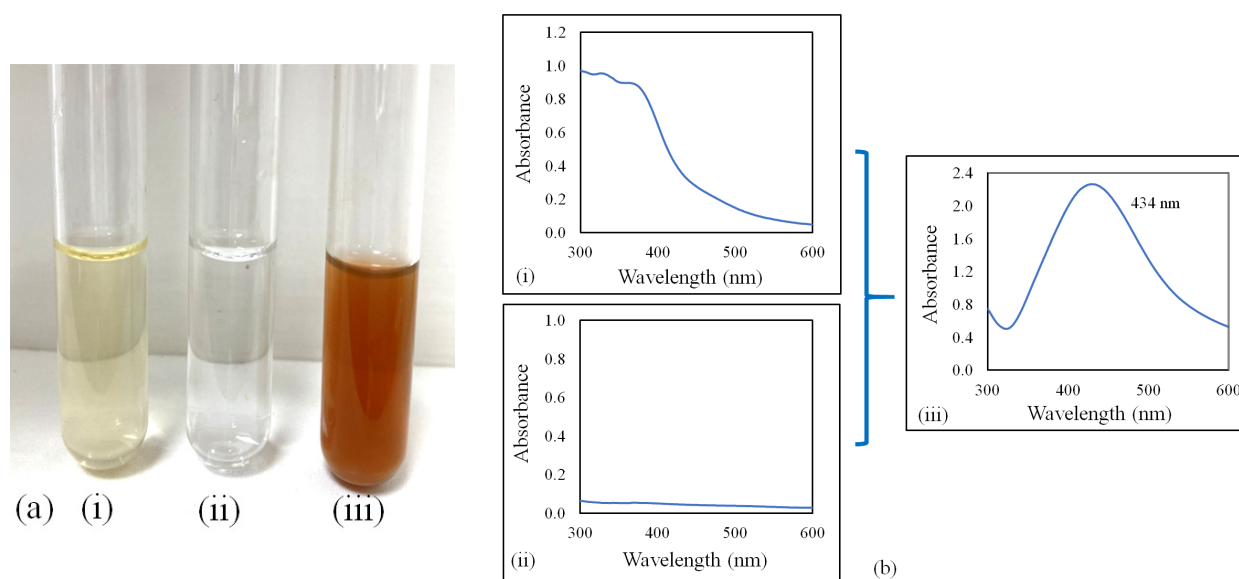 (a) (i) (ii) (iii)
1.2
1.0
0.8
0.6
0.4
0.2
0.0
Absorbance
300 400 500 600
Wavelength (nm)
(i)
1.0
0.8
0.6
0.4
0.2
0.0
Absorbance
300 400 500 600
Wavelength (nm)
(ii)
2.4
2.0
1.6
1.2
0.8
0.4
0.0
Absorbance
434 nm
300 400 500 600
Wavelength (nm)
(iii)
(b)